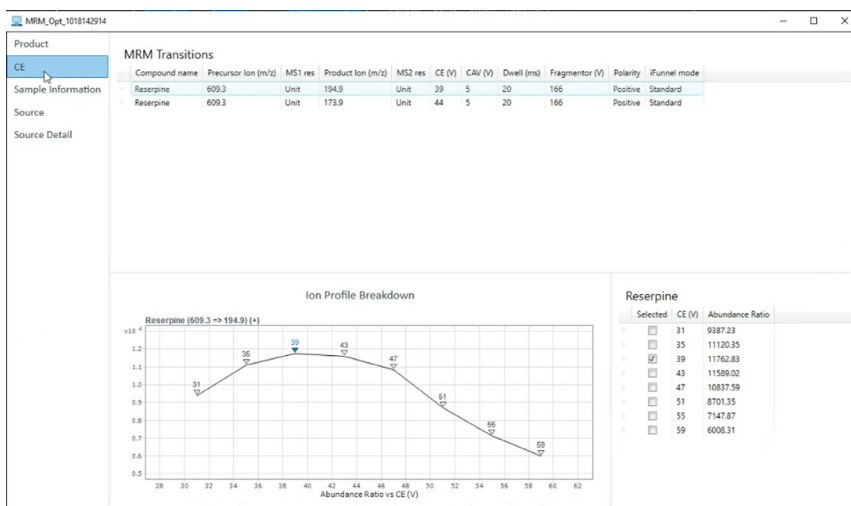 MRM_Opt_1018142914
Product
CE
Sample Information
Source
Source Detail
MRM Transitions
Compound name Precursor Ion (m/z) MS1 res Product Ion (m/z) MS2 res CE (V) CAV (V) Dwell (ms) Fragmentor (V) Polarity iFunnel mode
Reserpine 609.3 Unit 194.9 Unit 39 5 20 166 Positive Standard
Reserpine 609.3 Unit 173.9 Unit 44 5 20 166 Positive Standard
Ion Profile Breakdown
Reserpine (609.3 => 194.9) (+)
x10 4
1.2
1.1
1.0
0.9
0.8
0.7
0.6
0.5
31
35
39
43
47
51
55
59
28 30 32 34 36 38 40 42 44 46 48 50 52 54 56 58 60 62
Abundance Ratio vs CE (V)
Reserpine
Selected CE (V) Abundance Ratio
31 9387.23
35 11120.35
39 11762.83
43 11589.02
47 10837.59
51 8701.35
55 7147.87
59 6008.31